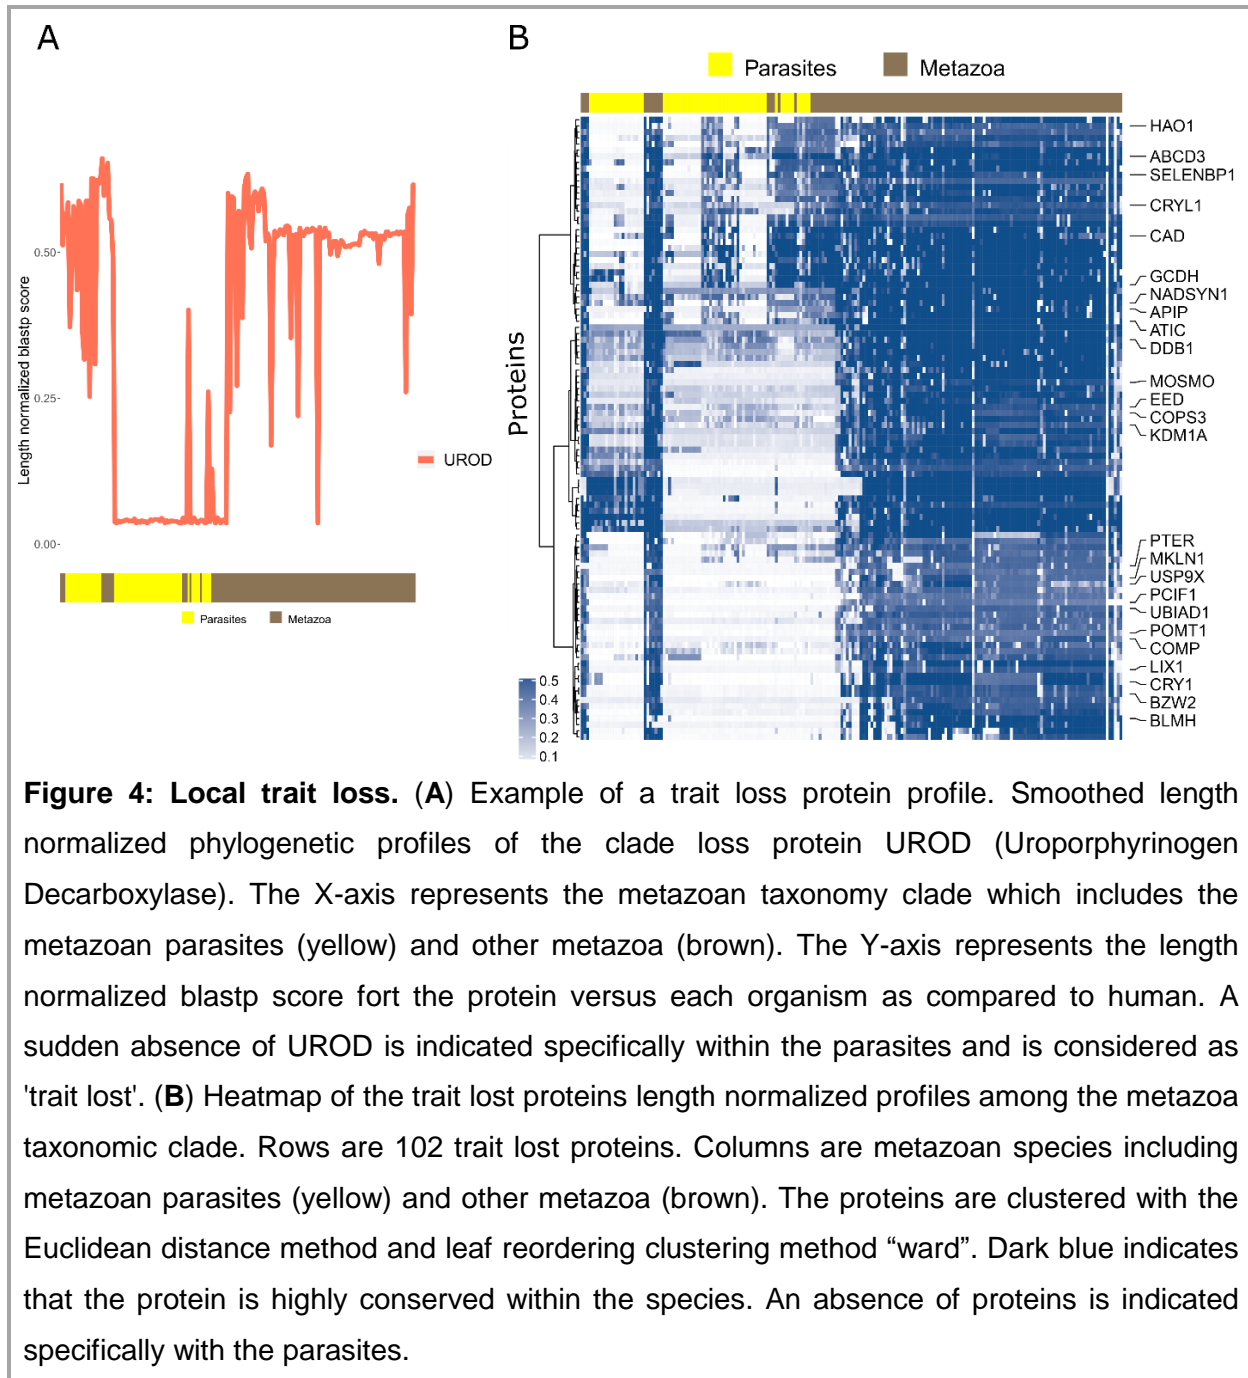 A
B
Parasites
Metazoa
Length normalized blastp score
0.50
0.25
0.00
UROD
Parasites
Metazoa
Proteins
HAO1
ABCD3
SELENBP1
CRYL1
CAD
GCDH
NADSYN1
APIP
ATIC
DDB1
MOSMO
EED
COPS3
KDM1A
PTER
MKLN1
USP9X
PCIF1
UBIAD1
POMT1
COMP
LIX1
CRY1
BZW2
BLMH
0.5
0.4
0.3
0.2
0.1
Figure 4: Local trait loss. (A) Example of a trait loss protein profile. Smoothed length
normalized phylogenetic profiles of the clade loss protein UROD (Uroporphyrinogen
Decarboxylase). The X-axis represents the metazoan taxonomy clade which includes the
metazoan parasites (yellow) and other metazoa (brown). The Y-axis represents the length
normalized blastp score fort the protein versus each organism as compared to human. A
sudden absence of UROD is indicated specifically within the parasites and is considered as
'trait lost'. (B) Heatmap of the trait lost proteins length normalized profiles among the metazoa
taxonomic clade. Rows are 102 trait lost proteins. Columns are metazoan species including
metazoan parasites (yellow) and other metazoa (brown). The proteins are clustered with the
Euclidean distance method and leaf reordering clustering method “ward”. Dark blue indicates
that the protein is highly conserved within the species. An absence of proteins is indicated
specifically with the parasites.